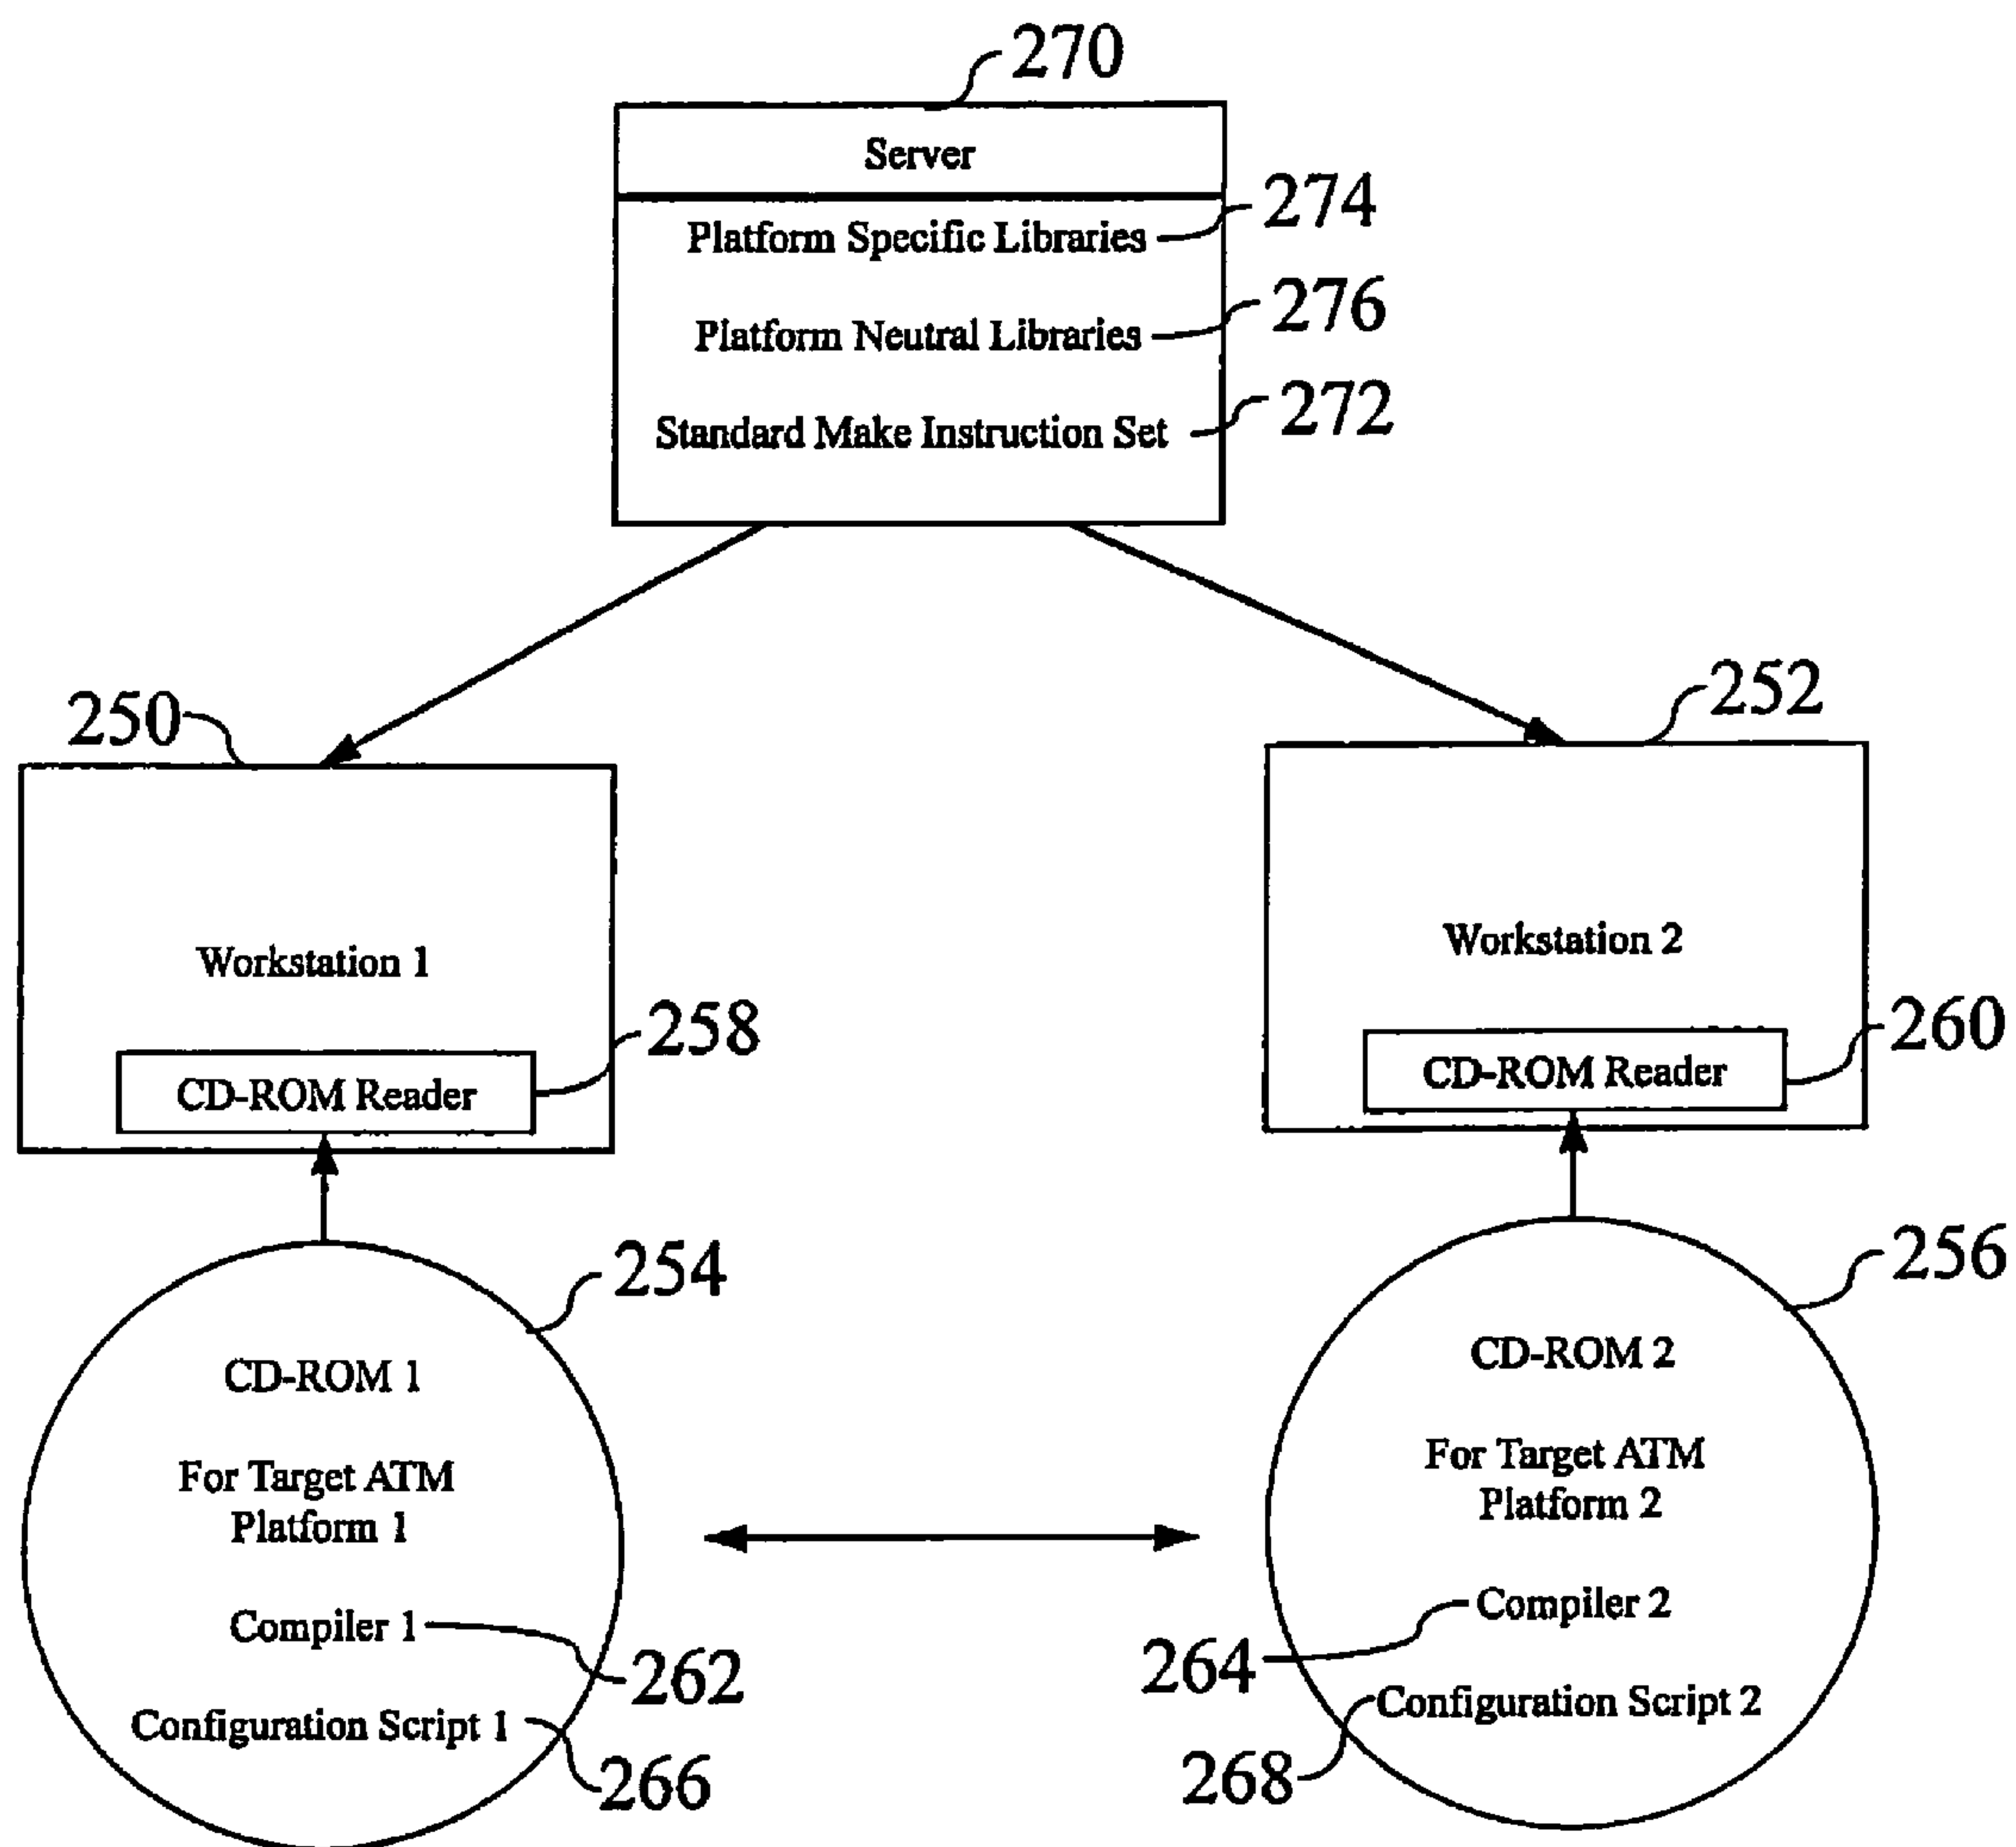 270
Server
274
Platform Specific Libraries
276
Platform Neutral Libraries
272
Standard Make Instruction Set
250
252
Workstation 1
Workstation 2
258
260
CD-ROM Reader
CD-ROM Reader
254
256
CD-ROM 1
CD-ROM 2
For Target ATM
Platform 1
For Target ATM
Platform 2
Compiler 1
Compiler 2
262
264
Configuration Script 1
Configuration Script 2
266
268